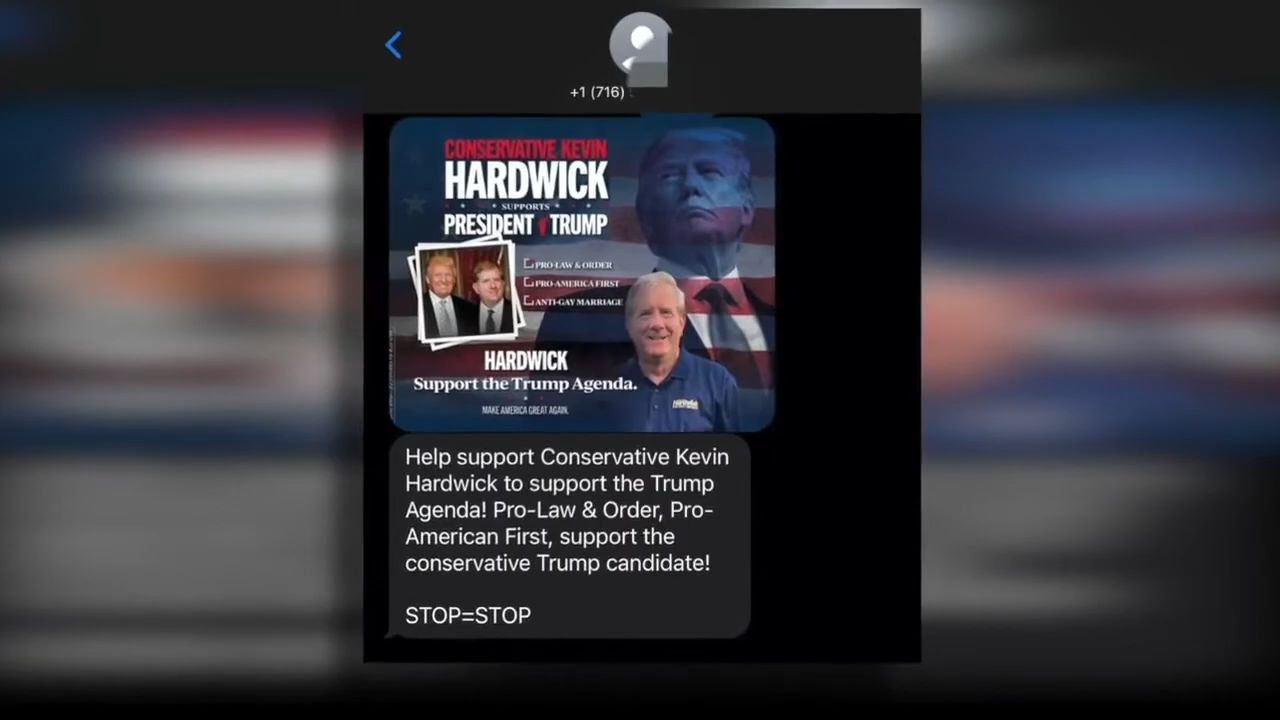 +1 (716)
CONSERVATIVE KEVIN
HARDWICK
SUPPORTS
PRESIDENT TRUMP
PRO-LAW & ORDER
PRO-AMERICA FIRST
ANTI-GAY MARRIAGE
HARDWICK
Support the Trump Agenda.
MAKE AMERICA GREAT AGAIN.
Help support Conservative Kevin
Hardwick to support the Trump
Agenda! Pro-Law & Order, Pro-
American First, support the
conservative Trump candidate!
STOP=STOP